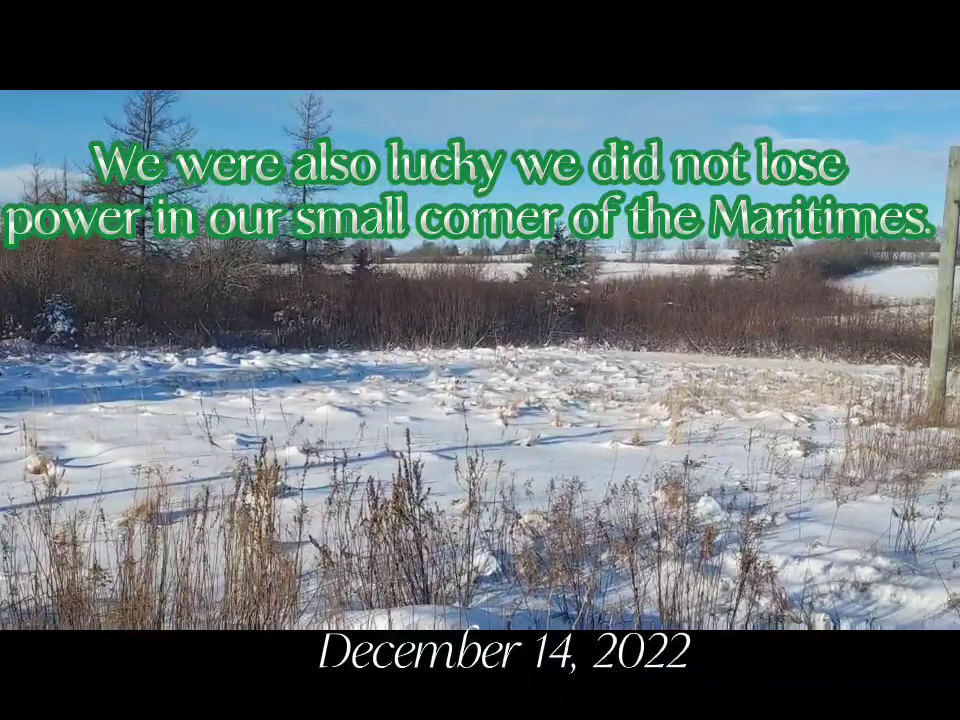 We were also lucky we did not lose
power in our small corner of the Maritimes.
December 14, 2022